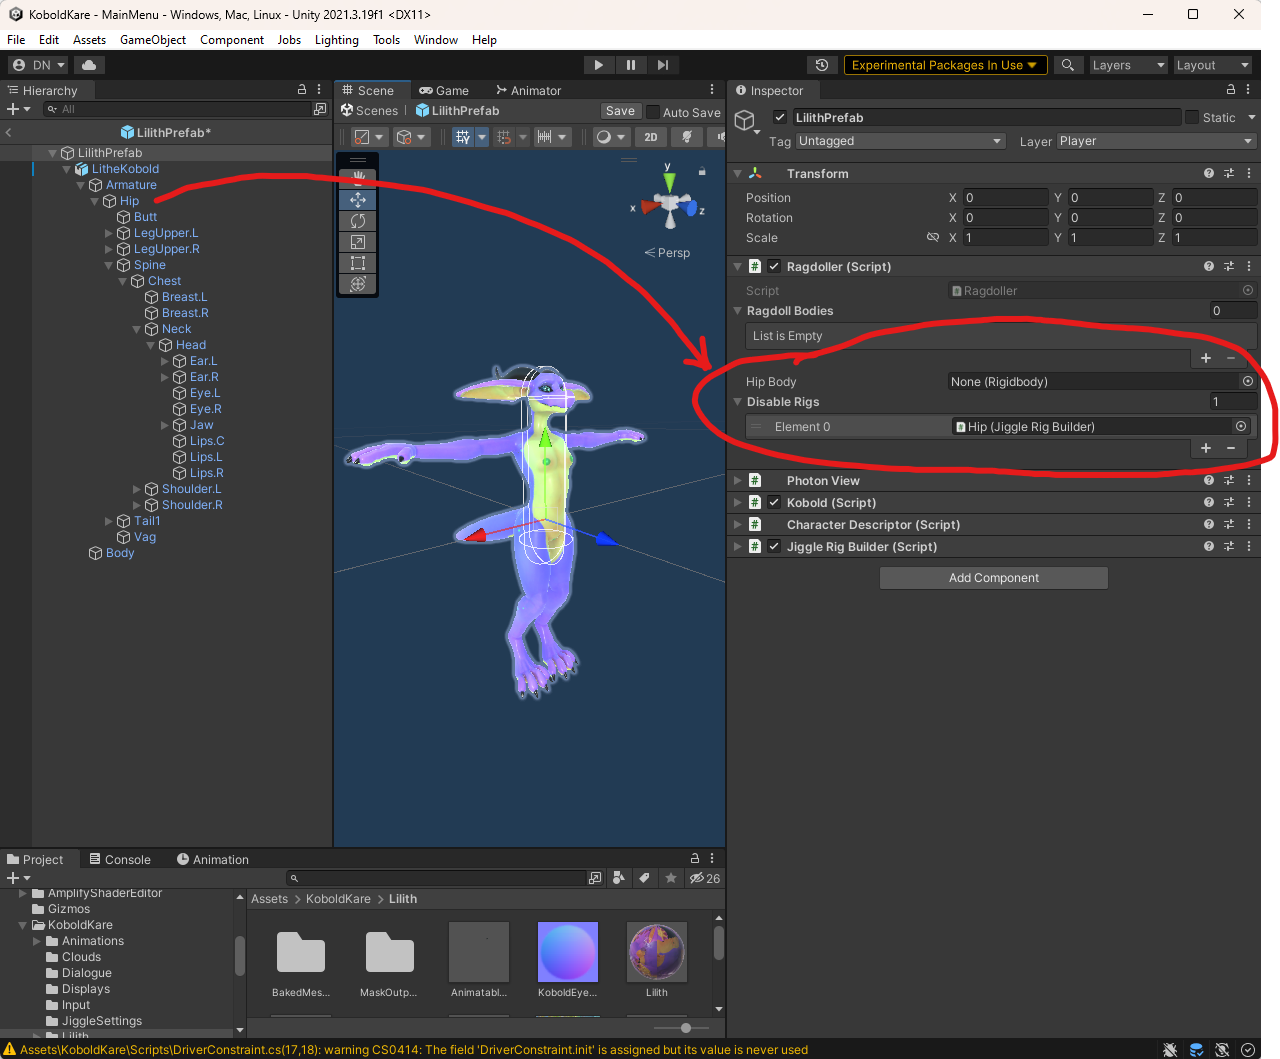 KoboldKare - MainMenu - Windows, Mac, Linux - Unity 2021.3.19f1 <DX11>
File Edit Assets GameObject Component Jobs Lighting Tools Window Help
DN Experimental Packages In Use Layers Layout
Hierarchy
All
LilithPrefab*
LilithPrefab
LitheKobold
Armature
Hip
Butt
LegUpper.L
LegUpper.R
Spine
Chest
Breast.L
Breast.R
Neck
Head
Ear.L
Ear.R
Eye.L
Eye.R
Jaw
Lips.C
Lips.L
Lips.R
Shoulder.L
Shoulder.R
Tail1
Vag
Body
Scene Game Animator
Scenes LilithPrefab Save Auto Save
2D
y
x z
Persp
Inspector
LilithPrefab Static
Tag Untagged Layer Player
Transform
Position X 0 Y 0 Z 0
Rotation X 0 Y 0 Z 0
Scale X 1 Y 1 Z 1
Ragdoller (Script)
Script Ragdoller
Ragdoll Bodies 0
List is Empty
+ −
Hip Body None (Rigidbody)
Disable Rigs 1
Element 0 Hip (Jiggle Rig Builder)
+ −
Photon View
Kobold (Script)
Character Descriptor (Script)
Jiggle Rig Builder (Script)
Add Component
Project Console Animation
26
AmplifyShaderEditor
Gizmos
KoboldKare
Animations
Clouds
Dialogue
Displays
Input
JiggleSettings
Lilith
Assets > KoboldKare > Lilith
BakedMes... MaskOutp... Animatabl... KoboldEye... Lilith
Assets\KoboldKare\Scripts\DriverConstraint.cs(17,18): warning CS0414: The field 'DriverConstraint.init' is assigned but its value is never used